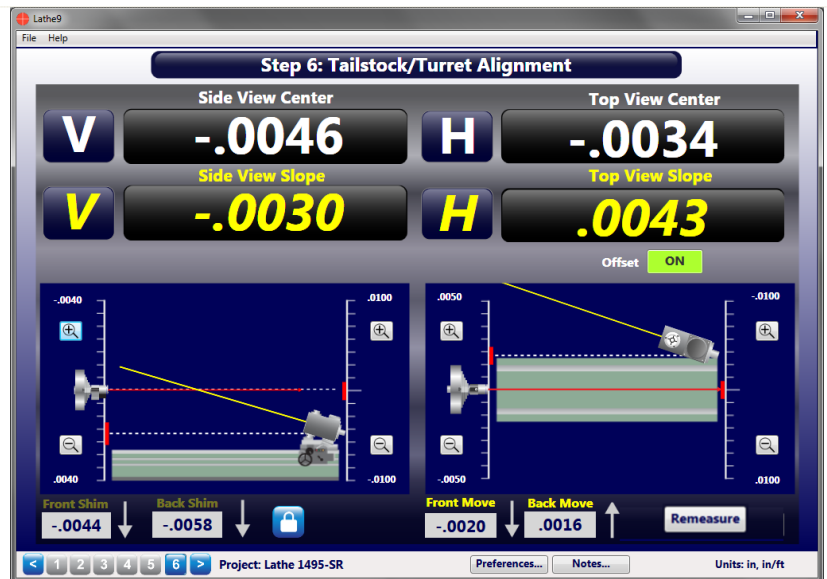 Lathe9
File Help
Step 6: Tailstock/Turret Alignment
Side View Center
Top View Center
V -.0046
H -.0034
Side View Slope
Top View Slope
V -.0030
H .0043
Offset ON
-.0040 .0100
.0050 -.0100
.0040 -.0100
-.0050 .0100
Front Shim Back Shim
-.0044 -.0058
Front Move Back Move
-.0020 .0016
Remeasure
< 1 2 3 4 5 6 > Project: Lathe 1495-SR Preferences... Notes... Units: in, in/ft